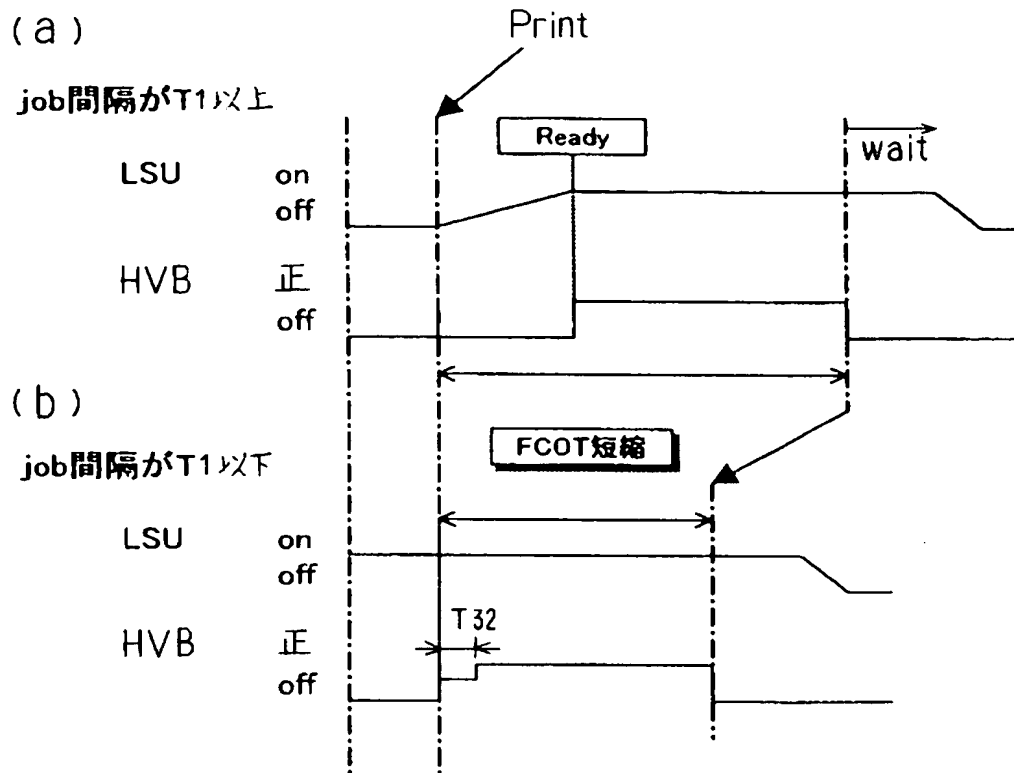 (a)
Print
job間隔がT1以上
Ready
wait
LSU on
off
HVB 正
off
(b)
FCOT短縮
job間隔がT1以下
LSU on
off
T32
HVB 正
off